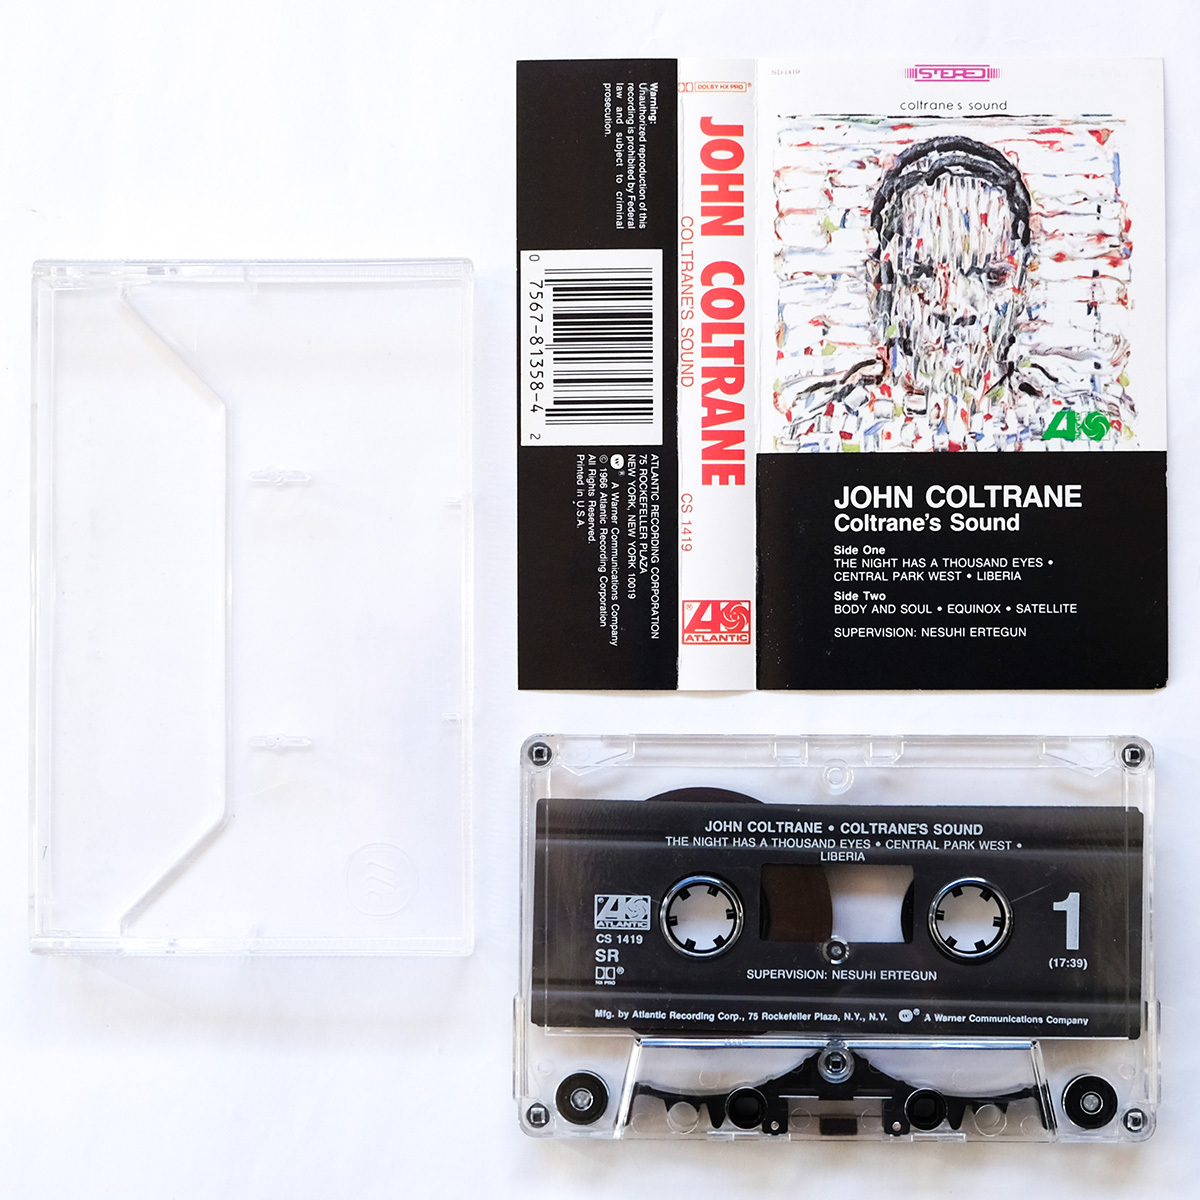 Warning:
Unauthorized reproduction of this
recording is prohibited by Federal
law and subject to criminal
prosecution.
0 7567-81358-4 2
ATLANTIC RECORDING CORPORATION
75 ROCKEFELLER PLAZA
NEW YORK, NEW YORK 10019
® A Warner Communications Company
© 1966 Atlantic Recording Corporation
All Rights Reserved.
Printed in U.S.A.
DOLBY HX PRO ®
JOHN COLTRANE
COLTRANE'S SOUND
CS 1419
®
ATLANTIC
SD 1419
STEREO
coltrane's sound
JOHN COLTRANE
Coltrane's Sound
Side One
THE NIGHT HAS A THOUSAND EYES •
CENTRAL PARK WEST • LIBERIA
Side Two
BODY AND SOUL • EQUINOX • SATELLITE
SUPERVISION: NESUHI ERTEGUN
JOHN COLTRANE • COLTRANE'S SOUND
THE NIGHT HAS A THOUSAND EYES • CENTRAL PARK WEST •
LIBERIA
ATLANTIC
CS 1419
SR
®
HX PRO
1
(17:39)
SUPERVISION: NESUHI ERTEGUN
Mfg. by Atlantic Recording Corp., 75 Rockefeller Plaza, N.Y., N.Y. ® A Warner Communications Company